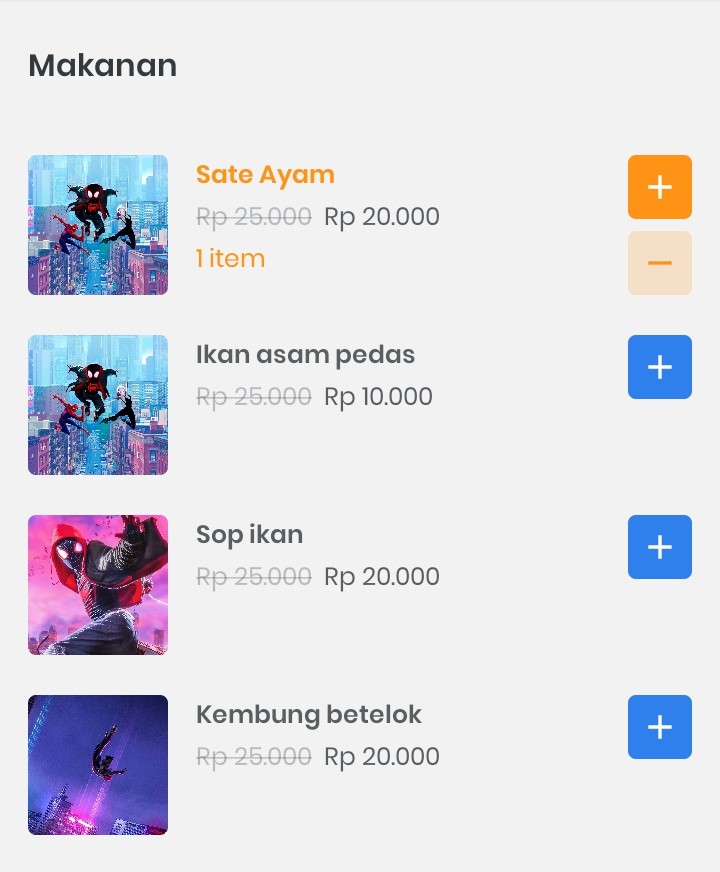 Makanan
Sate Ayam
Rp 25.000 Rp 20.000
1 item
Ikan asam pedas
Rp 25.000 Rp 10.000
Sop ikan
Rp 25.000 Rp 20.000
Kembung betelok
Rp 25.000 Rp 20.000